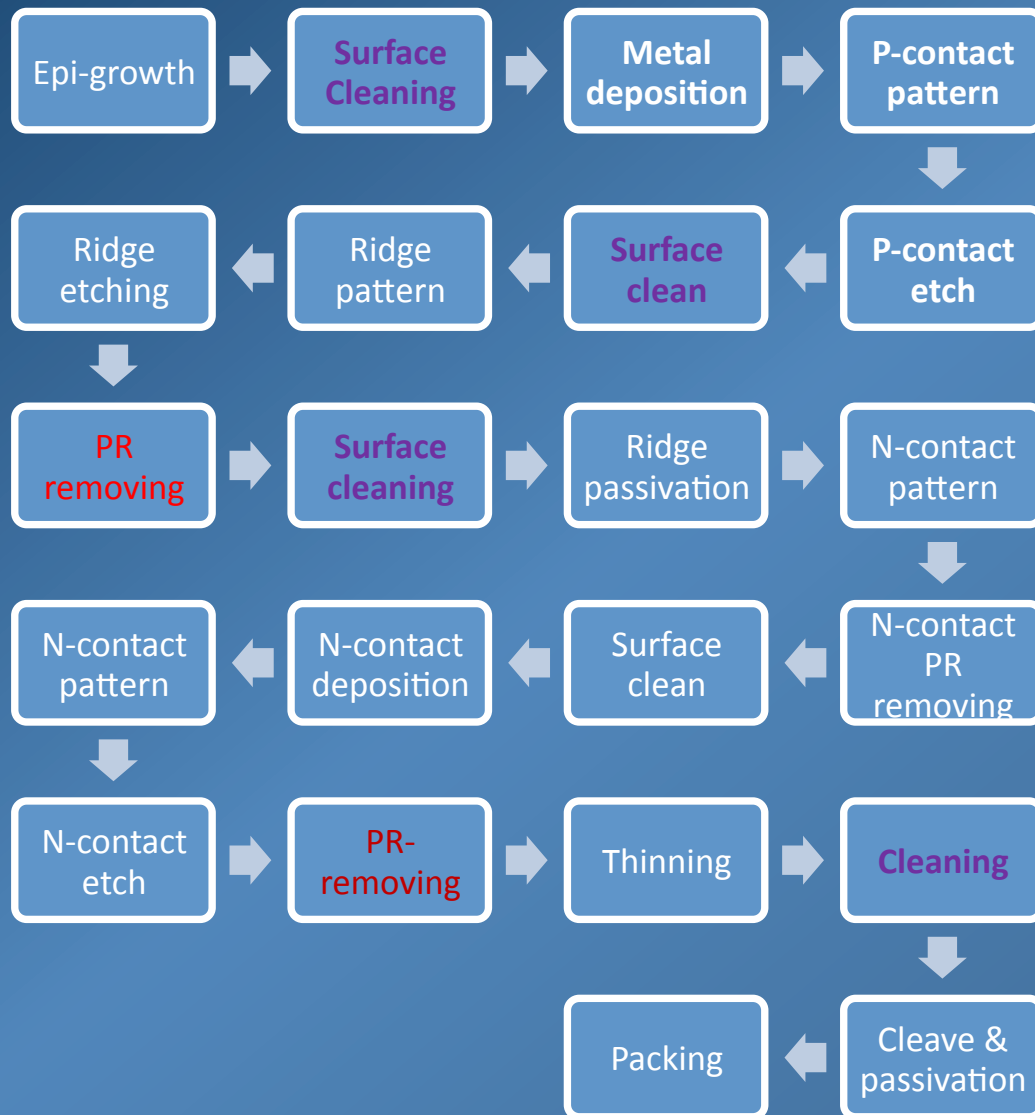 Epi-growth
Surface
Cleaning
Metal
deposition
P-contact
pattern
P-contact
etch
Surface
clean
Ridge
pattern
Ridge
etching
PR
removing
Surface
cleaning
Ridge
passivation
N-contact
pattern
N-contact
PR
removing
Surface
clean
N-contact
deposition
N-contact
pattern
N-contact
etch
PR-
removing
Thinning
Cleaning
Cleave &
passivation
Packing